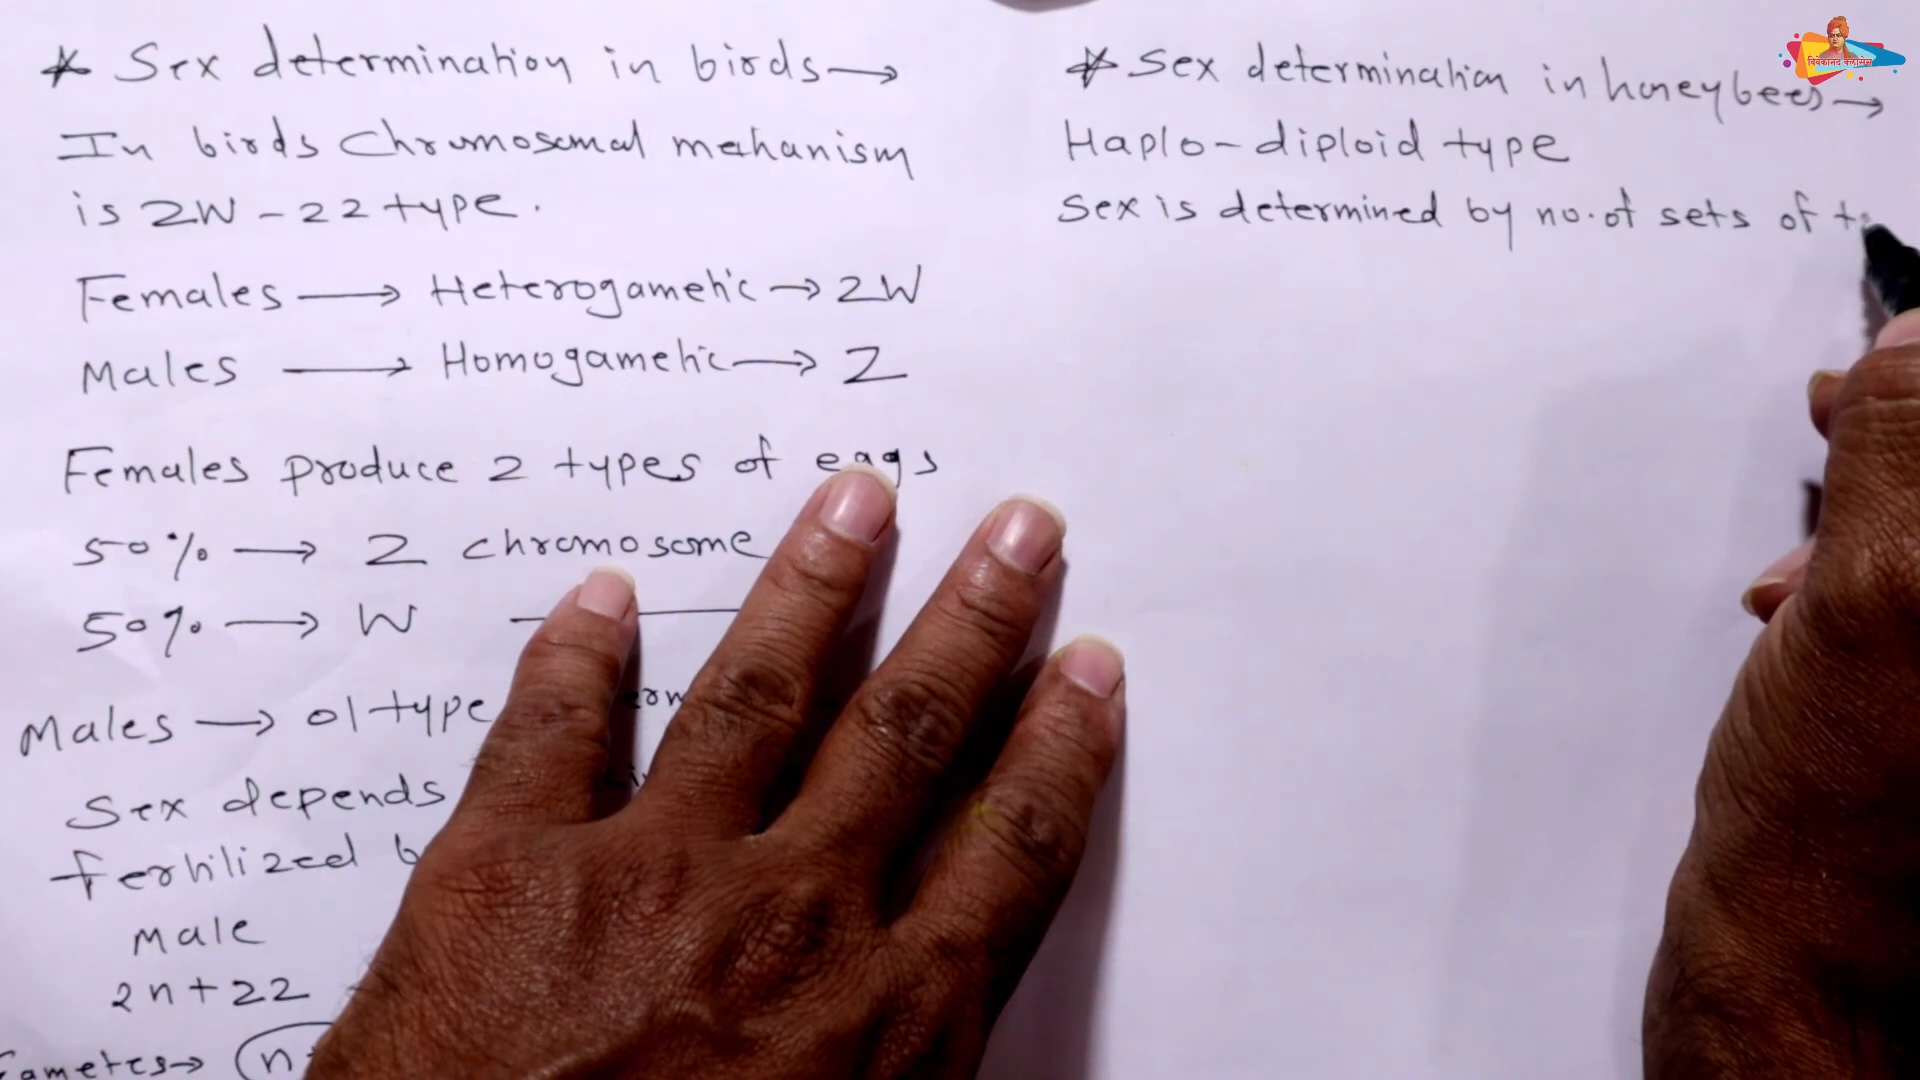 * Sex determination in birds →
In birds Chromosomal mehanism
is ZW - ZZ type.
Females → Heterogametic → ZW
Males → Homogametic → Z
Females produce 2 types of eggs
50% → Z chromosome
50% → W
Males → 01 type
Sex depends
fertilized
Male
2n+ZZ
Gametes →
* Sex determination in honeybees →
Haplo-diploid type
Sex is determined by no. of sets of
विवेकानंद क्लासेस